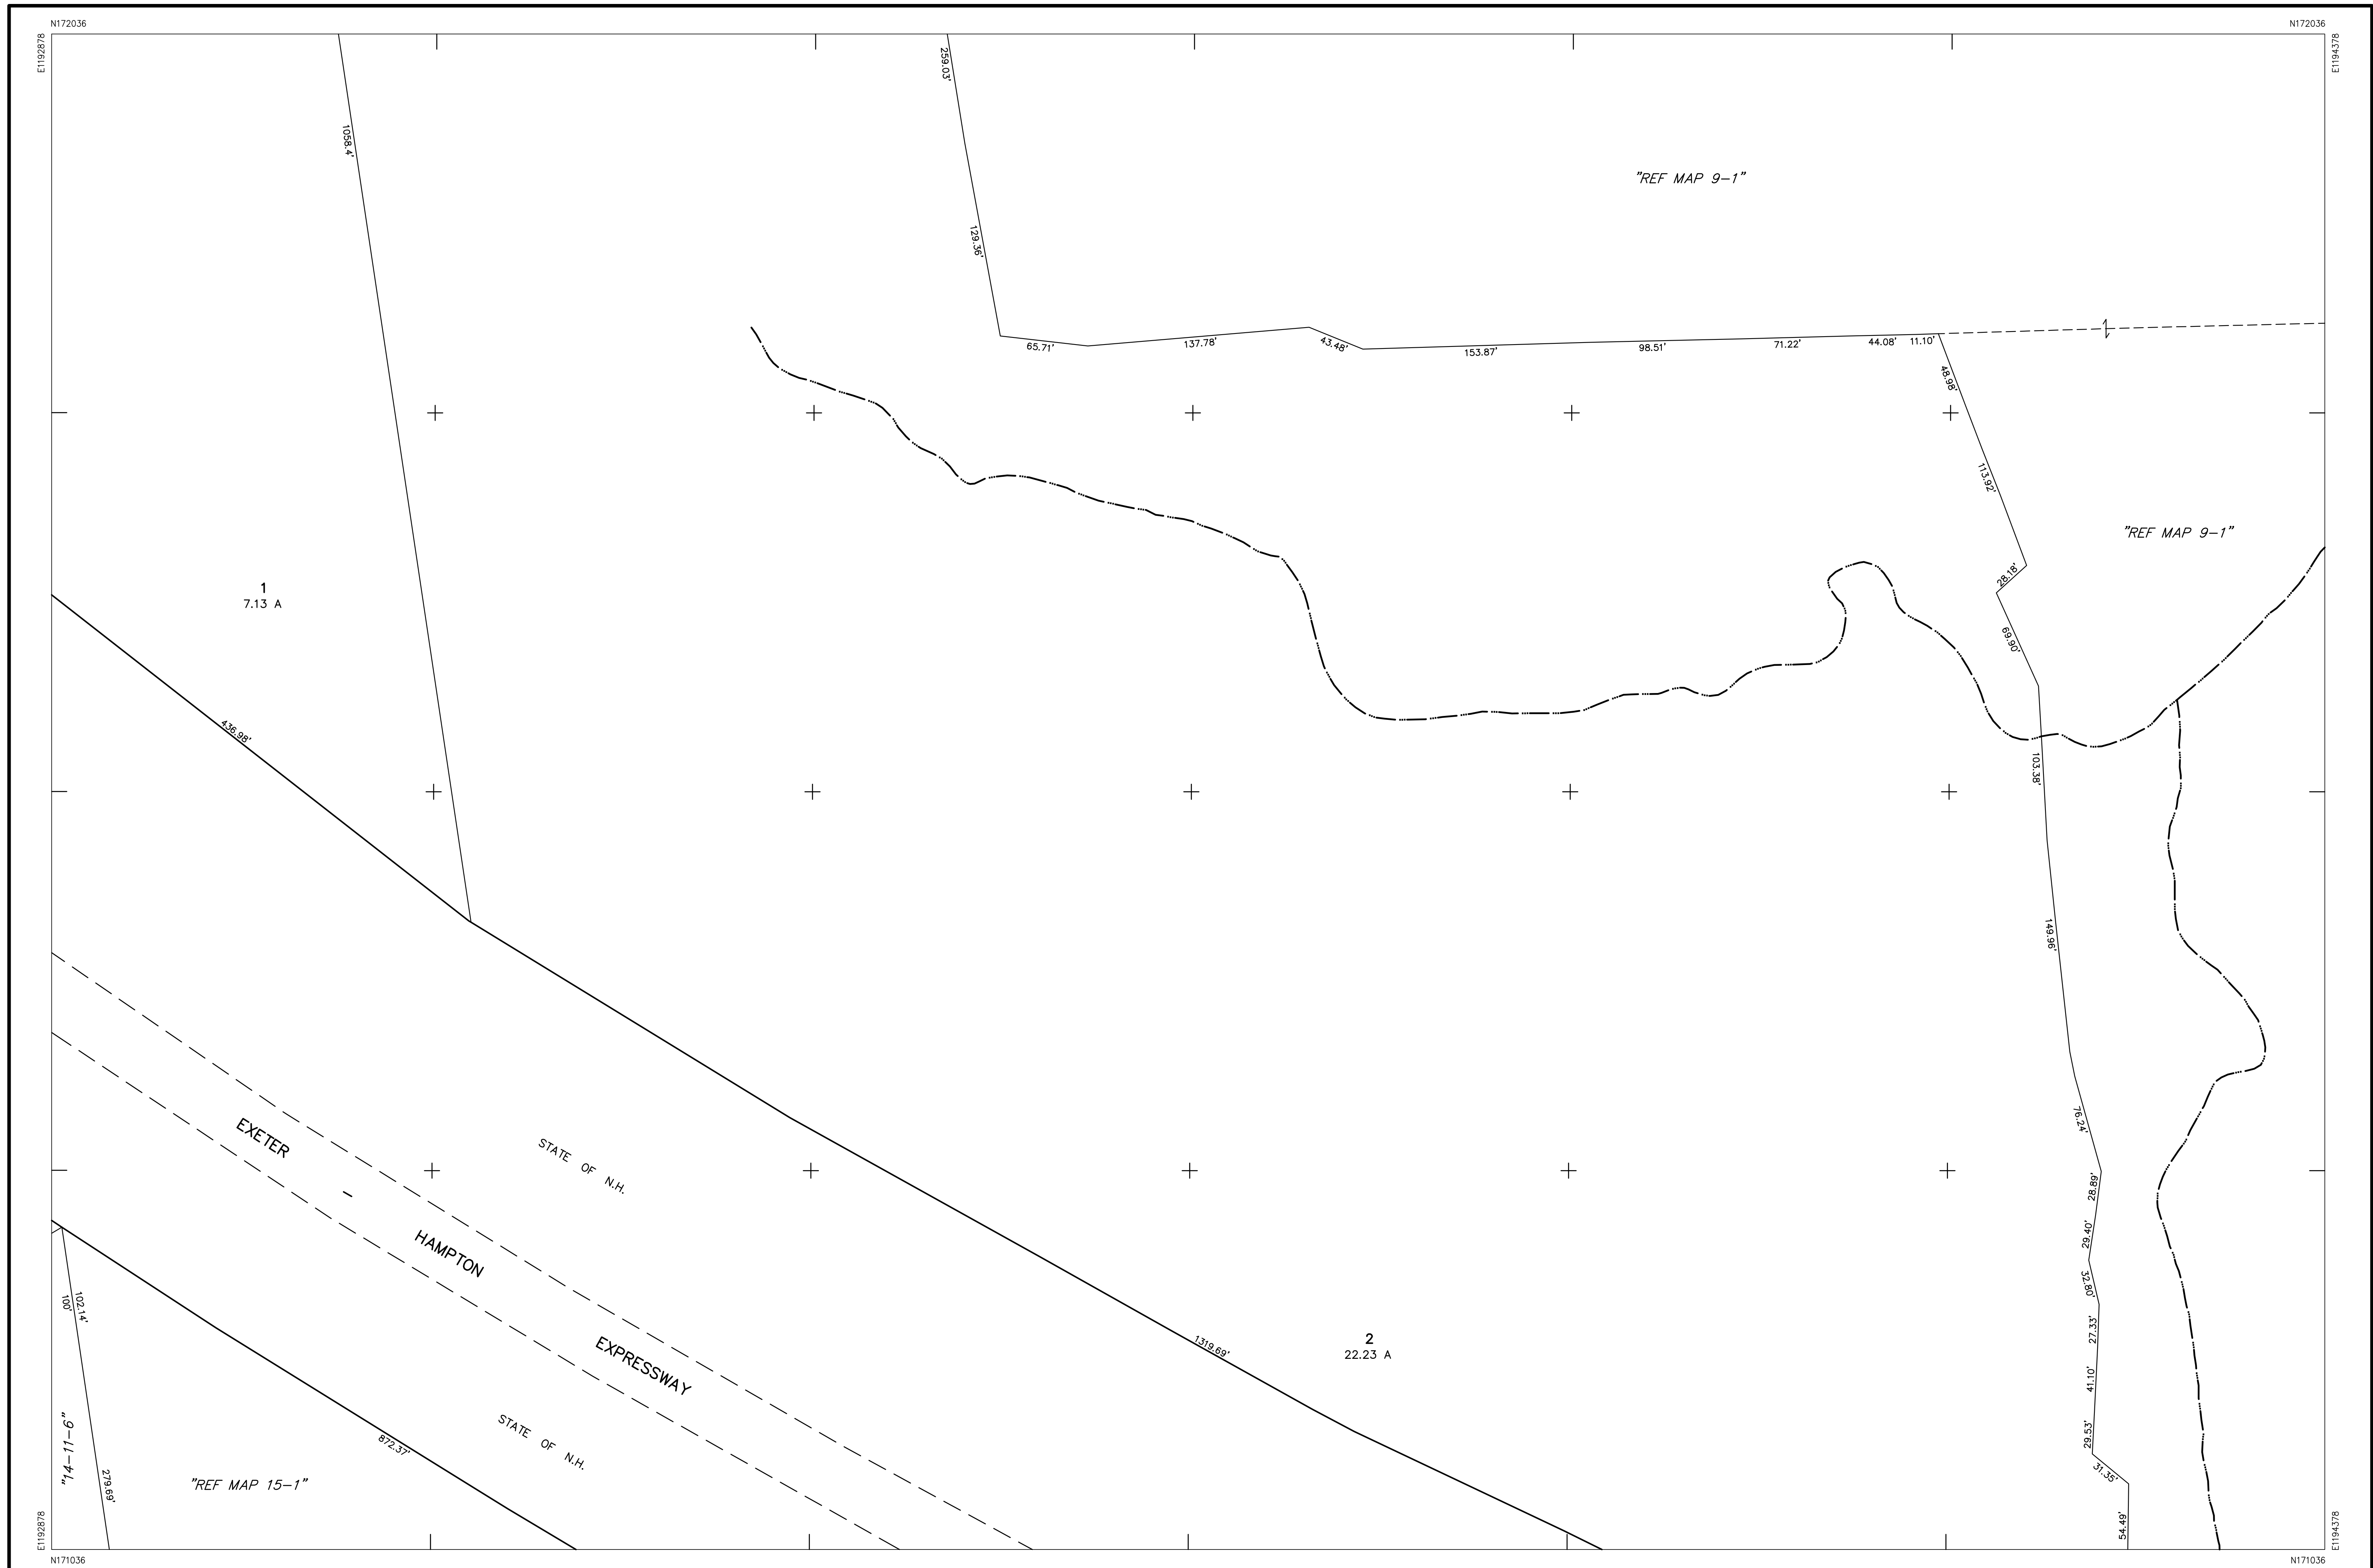 N172036
N172036
E1192878
E1194378
259.03'
1058.4'
"REF MAP 9-1"
129.36'
65.71'
137.78'
43.48'
153.87'
98.51'
71.22'
44.08'
11.10'
48.98'
113.92'
"REF MAP 9-1"
28.18'
1
7.13 A
69.90'
436.98'
103.38'
149.96'
76.24'
EXETER
-
HAMPTON
EXPRESSWAY
STATE OF N.H.
28.89'
29.40'
32.80'
27.33'
41.10'
29.53'
31.35'
54.49'
102.14'
100'
1319.69'
2
22.23 A
872.37'
STATE OF N.H.
"14-11-6"
279.69'
"REF MAP 15-1"
E1192878
E1194378
N171036
N171036